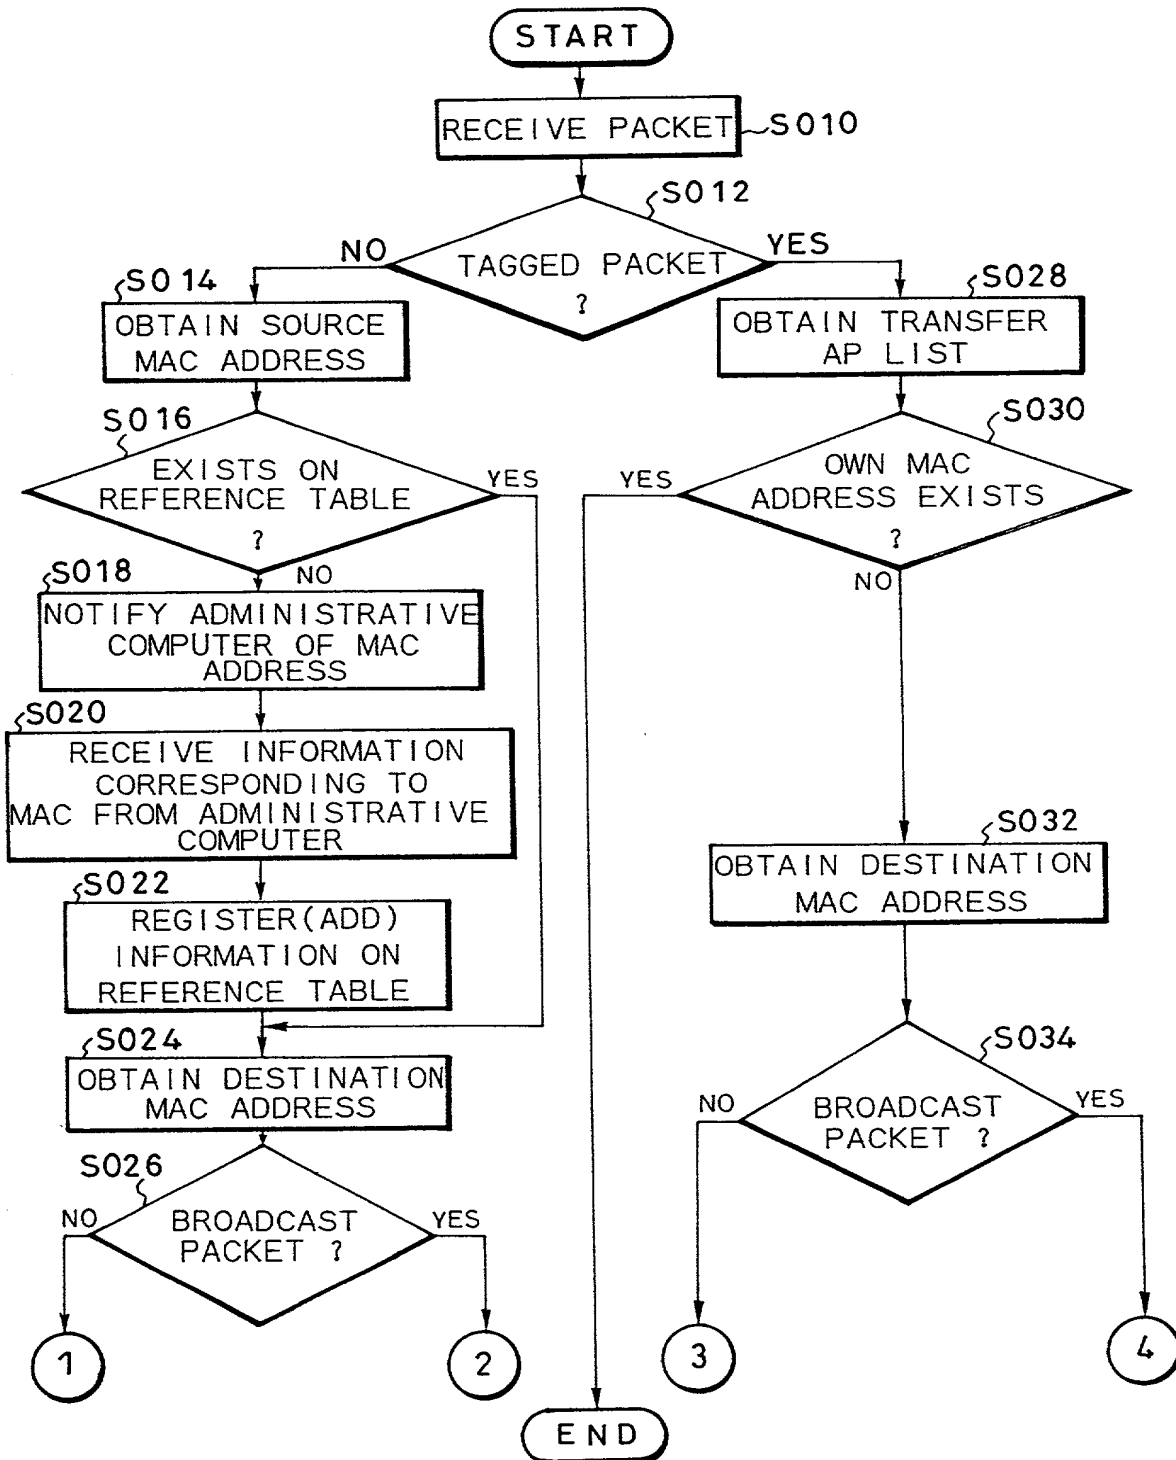 START
RECEIVE PACKET
S010
S012
TAGGED PACKET
?
NO
YES
S014
OBTAIN SOURCE
MAC ADDRESS
S016
EXISTS ON
REFERENCE TABLE
?
YES
NO
S018
NOTIFY ADMINISTRATIVE
COMPUTER OF MAC
ADDRESS
S020
RECEIVE INFORMATION
CORRESPONDING TO
MAC FROM ADMINISTRATIVE
COMPUTER
S022
REGISTER(ADD)
INFORMATION ON
REFERENCE TABLE
S024
OBTAIN DESTINATION
MAC ADDRESS
S026
BROADCAST
PACKET ?
NO
YES
1
2
S028
OBTAIN TRANSFER
AP LIST
S030
OWN MAC
ADDRESS EXISTS
?
YES
NO
S032
OBTAIN DESTINATION
MAC ADDRESS
S034
BROADCAST
PACKET ?
NO
YES
3
4
END